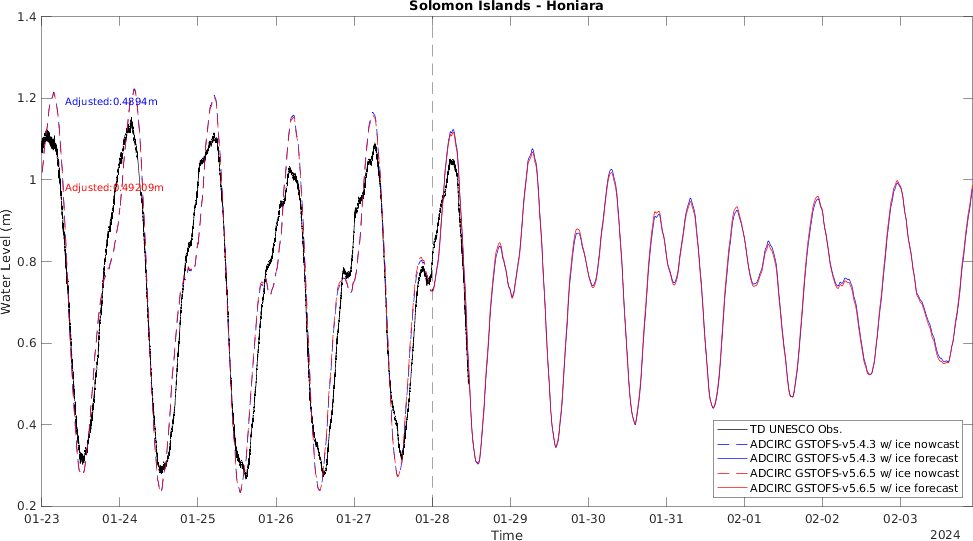 Solomon Islands - Honiara
1.4
1.2
1
0.8
0.6
0.4
0.2
Water Level (m)
Adjusted:0.4894m
Adjusted:0.49209m
TD UNESCO Obs.
ADCIRC GSTOFS-v5.4.3 w/ ice nowcast
ADCIRC GSTOFS-v5.4.3 w/ ice forecast
ADCIRC GSTOFS-v5.6.5 w/ ice nowcast
ADCIRC GSTOFS-v5.6.5 w/ ice forecast
01-23 01-24 01-25 01-26 01-27 01-28 01-29 01-30 01-31 02-01 02-02 02-03
Time
2024